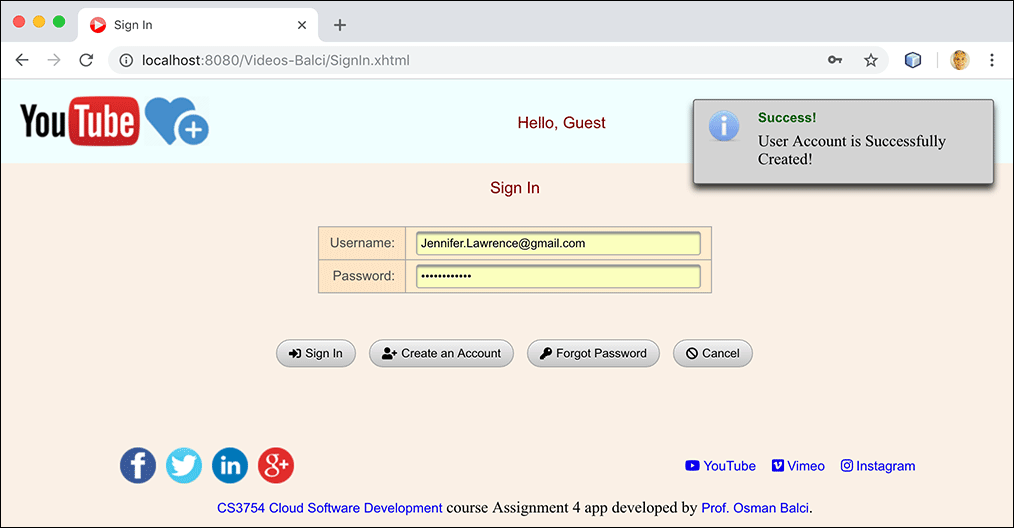 Sign In
localhost:8080/Videos-Balci/SignIn.xhtml
YouTube
Hello, Guest
Success!
User Account is Successfully
Created!
Sign In
Username: Jennifer.Lawrence@gmail.com
Password: ••••••••••••
Sign In Create an Account Forgot Password Cancel
f in g+ YouTube Vimeo Instagram
CS3754 Cloud Software Development course Assignment 4 app developed by Prof. Osman Balci.